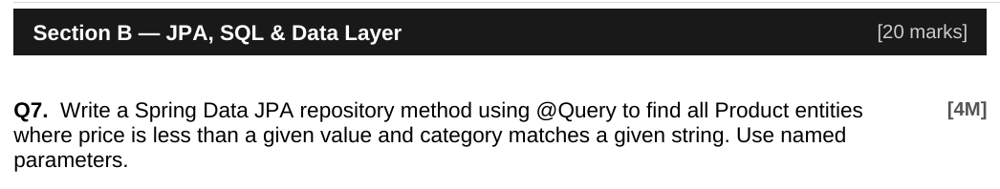 Section B — JPA, SQL & Data Layer [20 marks]
Q7. Write a Spring Data JPA repository method using @Query to find all Product entities [4M]
where price is less than a given value and category matches a given string. Use named
parameters.